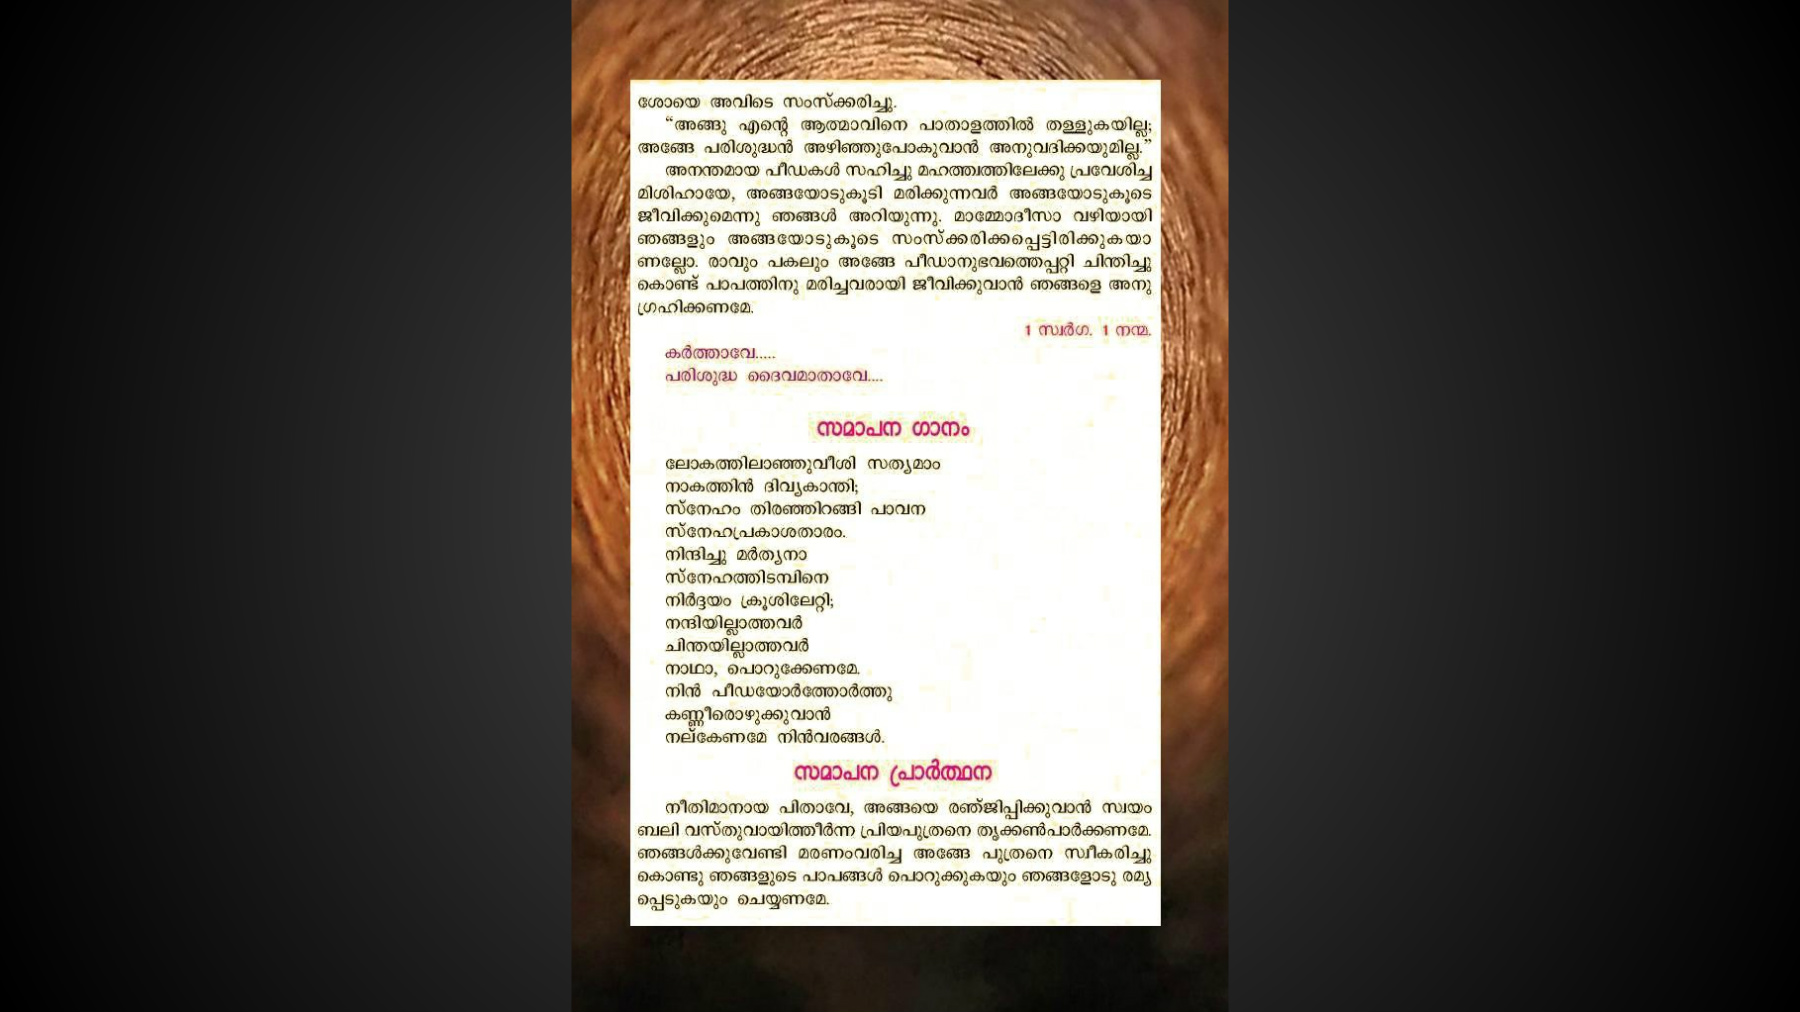 ശോയെ അവിടെ സംസ്ക്കരിച്ചു.
“അങ്ങു എന്റെ ആത്മാവിനെ പാതാളത്തിൽ തള്ളുകയില്ല;
അങ്ങേ പരിശുദ്ധൻ അഴിഞ്ഞുപോകുവാൻ അനുവദിക്കയുമില്ല.”
അനന്തമായ പീഡകൾ സഹിച്ചു മഹത്ത്വത്തിലേക്കു പ്രവേശിച്ച
മിശിഹായേ, അങ്ങയോടുകൂടി മരിക്കുന്നവർ അങ്ങയോടുകൂടെ
ജീവിക്കുമെന്നു ഞങ്ങൾ അറിയുന്നു. മാമ്മോദീസാ വഴിയായി
ഞങ്ങളും അങ്ങയോടുകൂടെ സംസ്ക്കരിക്കപ്പെട്ടിരിക്കുകയാ
ണല്ലോ. രാവും പകലും അങ്ങേ പീഡാനുഭവത്തെപ്പറ്റി ചിന്തിച്ചു
കൊണ്ട് പാപത്തിനു മരിച്ചവരായി ജീവിക്കുവാൻ ഞങ്ങളെ അനു
ഗ്രഹിക്കണമേ.
1 സ്വർഗ. 1 നന്മ.
കർത്താവേ.....
പരിശുദ്ധ ദൈവമാതാവേ....
സമാപന ഗാനം
ലോകത്തിലാഞ്ഞുവീശി സത്യമാം
നാകത്തിൻ ദിവ്യകാന്തി;
സ്നേഹം തിരഞ്ഞിറങ്ങി പാവന
സ്നേഹപ്രകാശതാരം.
നിന്ദിച്ചു മർത്യനാ
സ്നേഹത്തിടമ്പിനെ
നിർദ്ദയം ക്രൂശിലേറ്റി;
നന്ദിയില്ലാത്തവർ
ചിന്തയില്ലാത്തവർ
നാഥാ, പൊറുക്കേണമേ.
നിൻ പീഡയോർത്തോർത്തു
കണ്ണീരൊഴുക്കുവാൻ
നല്കേണമേ നിൻവരങ്ങൾ.
സമാപന പ്രാർത്ഥന
നീതിമാനായ പിതാവേ, അങ്ങയെ രഞ്ജിപ്പിക്കുവാൻ സ്വയം
ബലി വസ്തുവായിത്തീർന്ന പ്രിയപുത്രനെ തൃക്കൺപാർക്കണമേ.
ഞങ്ങൾക്കുവേണ്ടി മരണംവരിച്ച അങ്ങേ പുത്രനെ സ്വീകരിച്ചു
കൊണ്ടു ഞങ്ങളുടെ പാപങ്ങൾ പൊറുക്കുകയും ഞങ്ങളോടു രമ്യ
പ്പെടുകയും ചെയ്യണമേ.